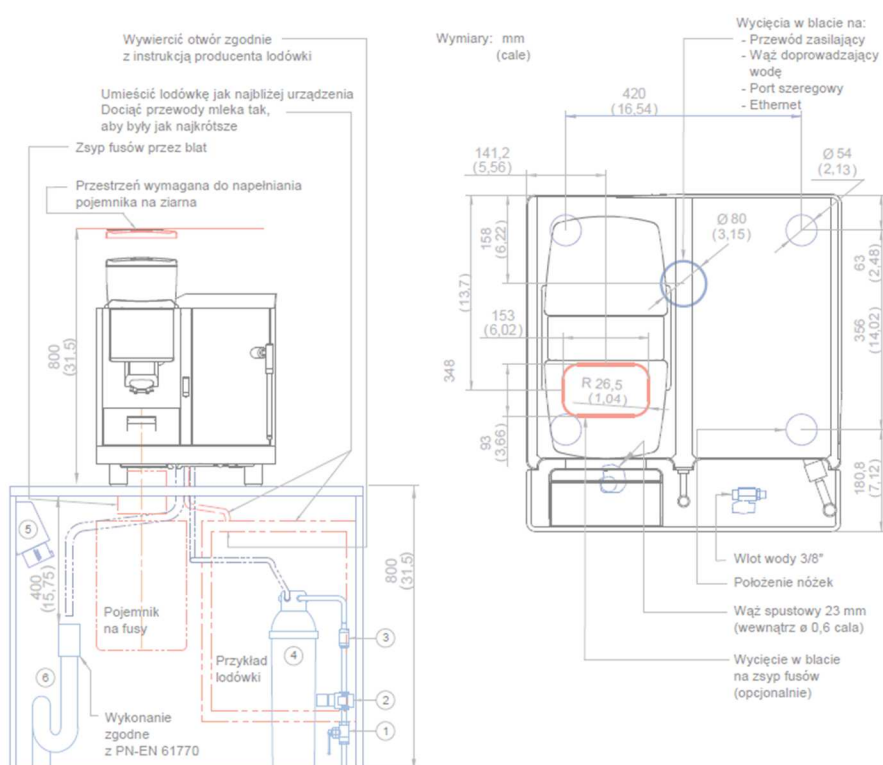 Wywiercić otwór zgodnie
z instrukcją producenta lodówki
Umieścić lodówkę jak najbliżej urządzenia
Dociąć przewody mleka tak,
aby były jak najkrótsze
Zsyp fusów przez blat
Przestrzeń wymagana do napełniania
pojemnika na ziarna
800
(31.5)
5
400
(15,75)
Pojemnik
na fusy
800
(31.5)
3
4
Przykład
lodówki
6
2
Wykonanie
zgodne
z PN-EN 61770
1
Wymiary: mm
(cale)
Wycięcia w blacie na:
- Przewód zasilający
- Wąż doprowadzający
wodę
- Port szeregowy
- Ethernet
420
(16,54)
141,2
(5,56)
Ø 54
(2,13)
158
(6,22)
Ø 80
(3,15)
63
(2,48)
(13,7)
348
153
(6,02)
356
(14,02)
R 26,5
(1,04)
93
(3,66)
180,8
(7,12)
Wlot wody 3/8"
Położenie nóżek
Wąż spustowy 23 mm
(wewnątrz ø 0,6 cala)
Wycięcie w blacie
na zsyp fusów
(opcjonalnie)